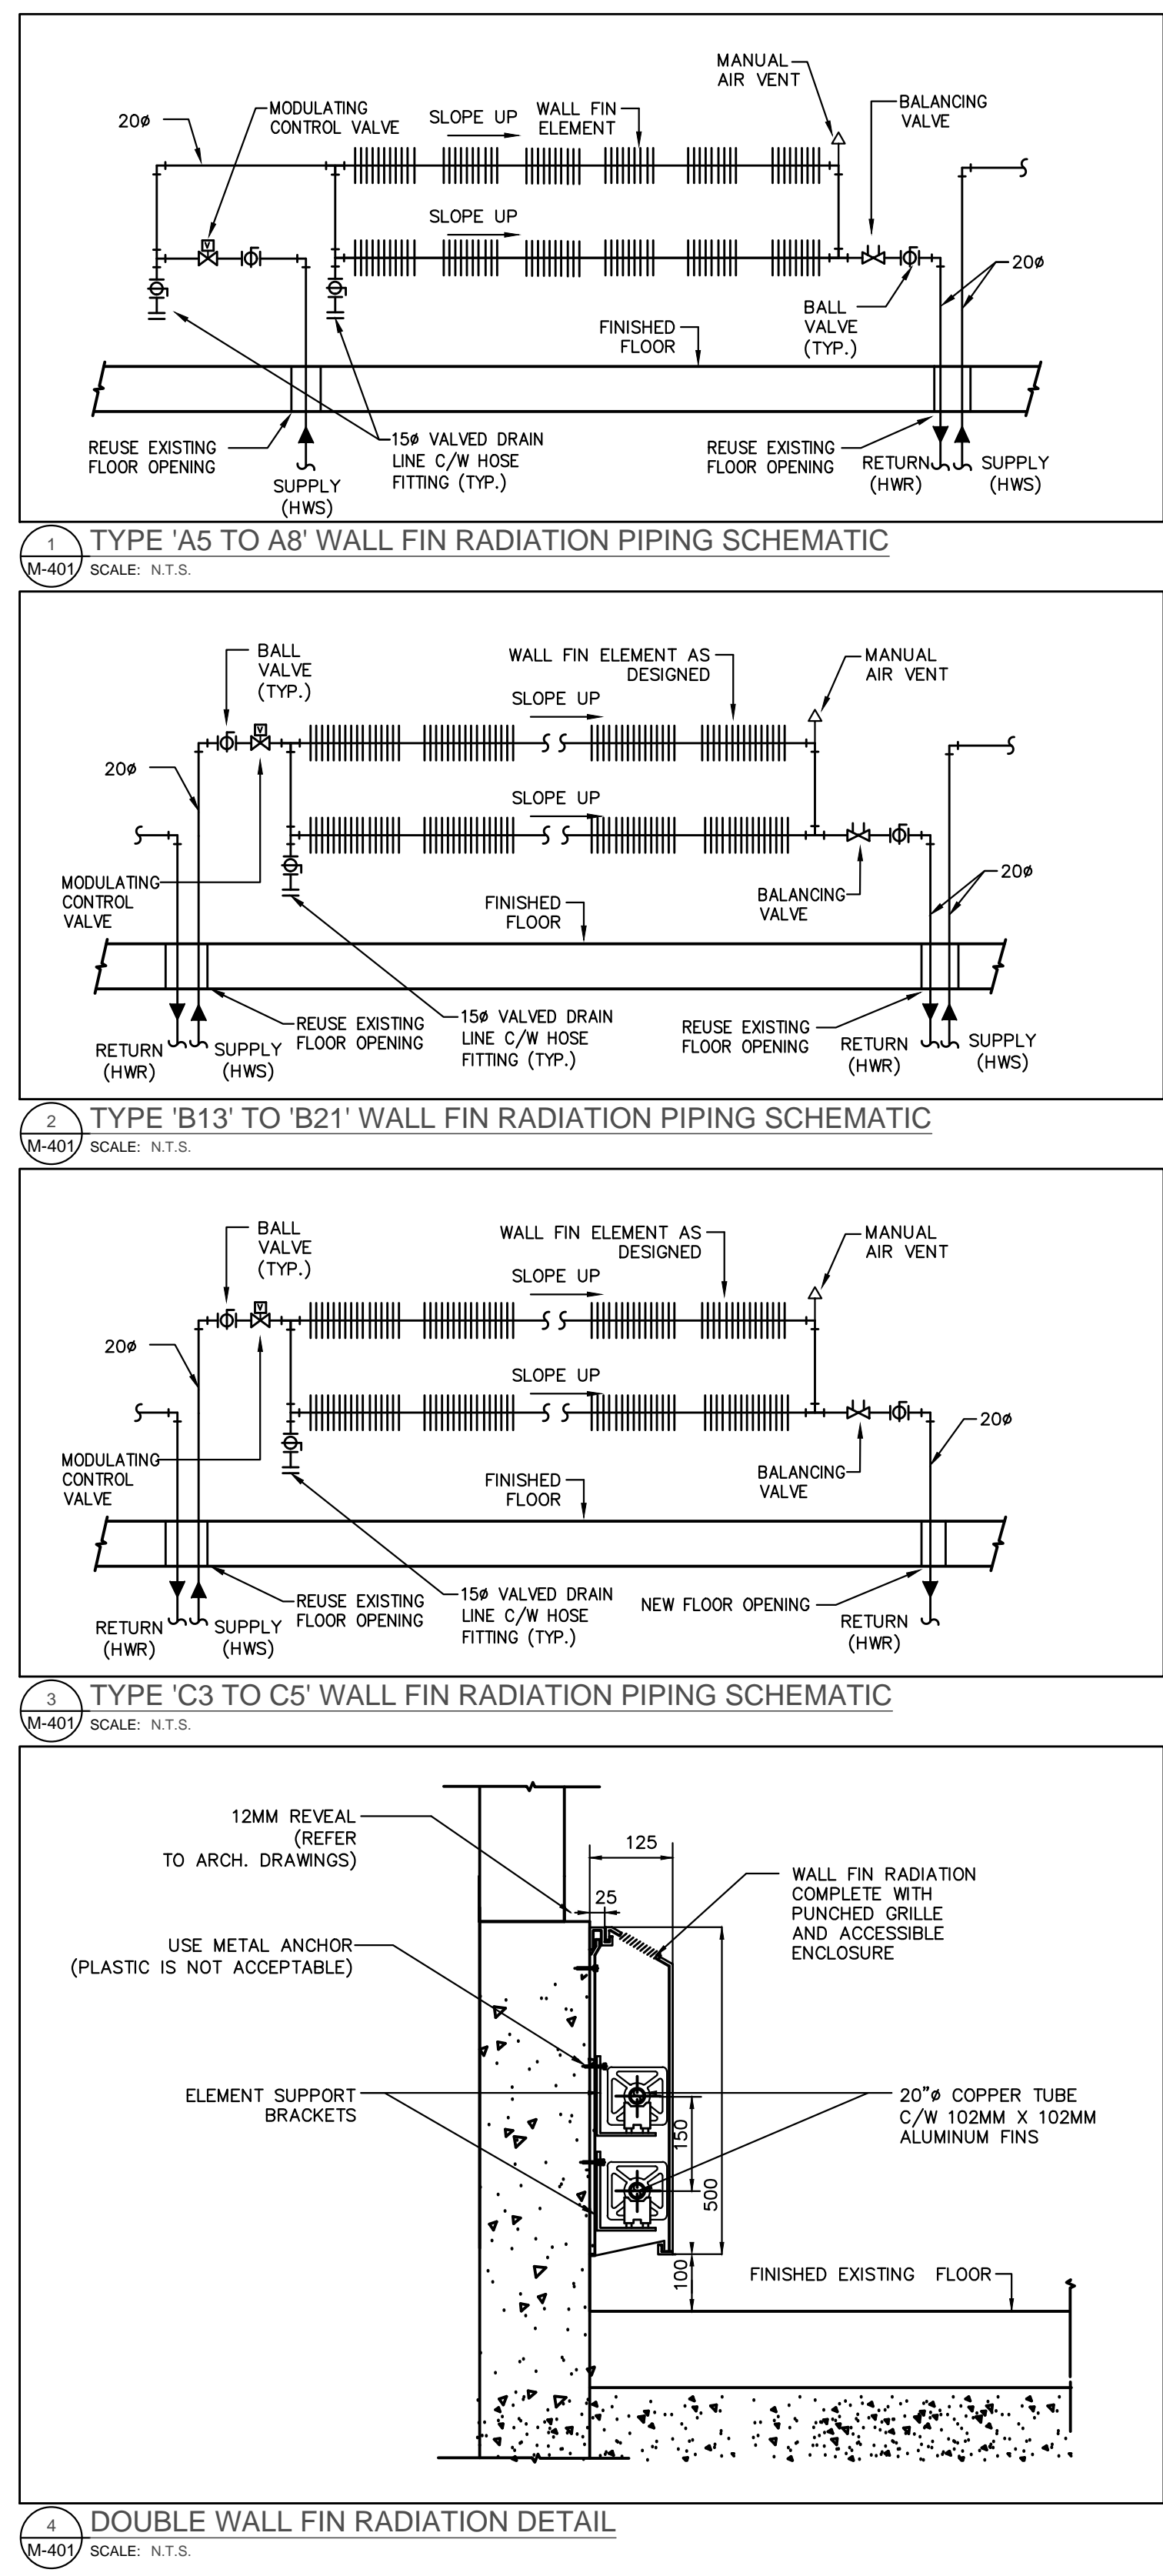 MANUAL
AIR VENT
MODULATING
CONTROL VALVE
20ø
SLOPE UP
WALL FIN
ELEMENT
BALANCING
VALVE
V
SLOPE UP
20ø
BALL
VALVE
(TYP.)
FINISHED
FLOOR
REUSE EXISTING
FLOOR OPENING
15ø VALVED DRAIN
LINE C/W HOSE
FITTING (TYP.)
SUPPLY
(HWS)
REUSE EXISTING
FLOOR OPENING
RETURN
(HWR)
SUPPLY
(HWS)
1
M-401
TYPE 'A5 TO A8' WALL FIN RADIATION PIPING SCHEMATIC
SCALE: N.T.S.
BALL
VALVE
(TYP.)
WALL FIN ELEMENT AS
DESIGNED
MANUAL
AIR VENT
SLOPE UP
V
20ø
SLOPE UP
MODULATING
CONTROL
VALVE
BALANCING
VALVE
20ø
FINISHED
FLOOR
REUSE EXISTING
FLOOR OPENING
15ø VALVED DRAIN
LINE C/W HOSE
FITTING (TYP.)
REUSE EXISTING
FLOOR OPENING
RETURN
(HWR)
SUPPLY
(HWS)
RETURN
(HWR)
SUPPLY
(HWS)
2
M-401
TYPE 'B13' TO 'B21' WALL FIN RADIATION PIPING SCHEMATIC
SCALE: N.T.S.
BALL
VALVE
(TYP.)
WALL FIN ELEMENT AS
DESIGNED
MANUAL
AIR VENT
SLOPE UP
V
20ø
SLOPE UP
20ø
MODULATING
CONTROL
VALVE
BALANCING
VALVE
FINISHED
FLOOR
REUSE EXISTING
FLOOR OPENING
15ø VALVED DRAIN
LINE C/W HOSE
FITTING (TYP.)
NEW FLOOR OPENING
RETURN
(HWR)
SUPPLY
(HWS)
RETURN
(HWR)
3
M-401
TYPE 'C3 TO C5' WALL FIN RADIATION PIPING SCHEMATIC
SCALE: N.T.S.
12MM REVEAL
(REFER
TO ARCH. DRAWINGS)
125
25
WALL FIN RADIATION
COMPLETE WITH
PUNCHED GRILLE
AND ACCESSIBLE
ENCLOSURE
USE METAL ANCHOR
(PLASTIC IS NOT ACCEPTABLE)
ELEMENT SUPPORT
BRACKETS
20"ø COPPER TUBE
C/W 102MM X 102MM
ALUMINUM FINS
150
500
100
FINISHED EXISTING FLOOR
4
M-401
DOUBLE WALL FIN RADIATION DETAIL
SCALE: N.T.S.